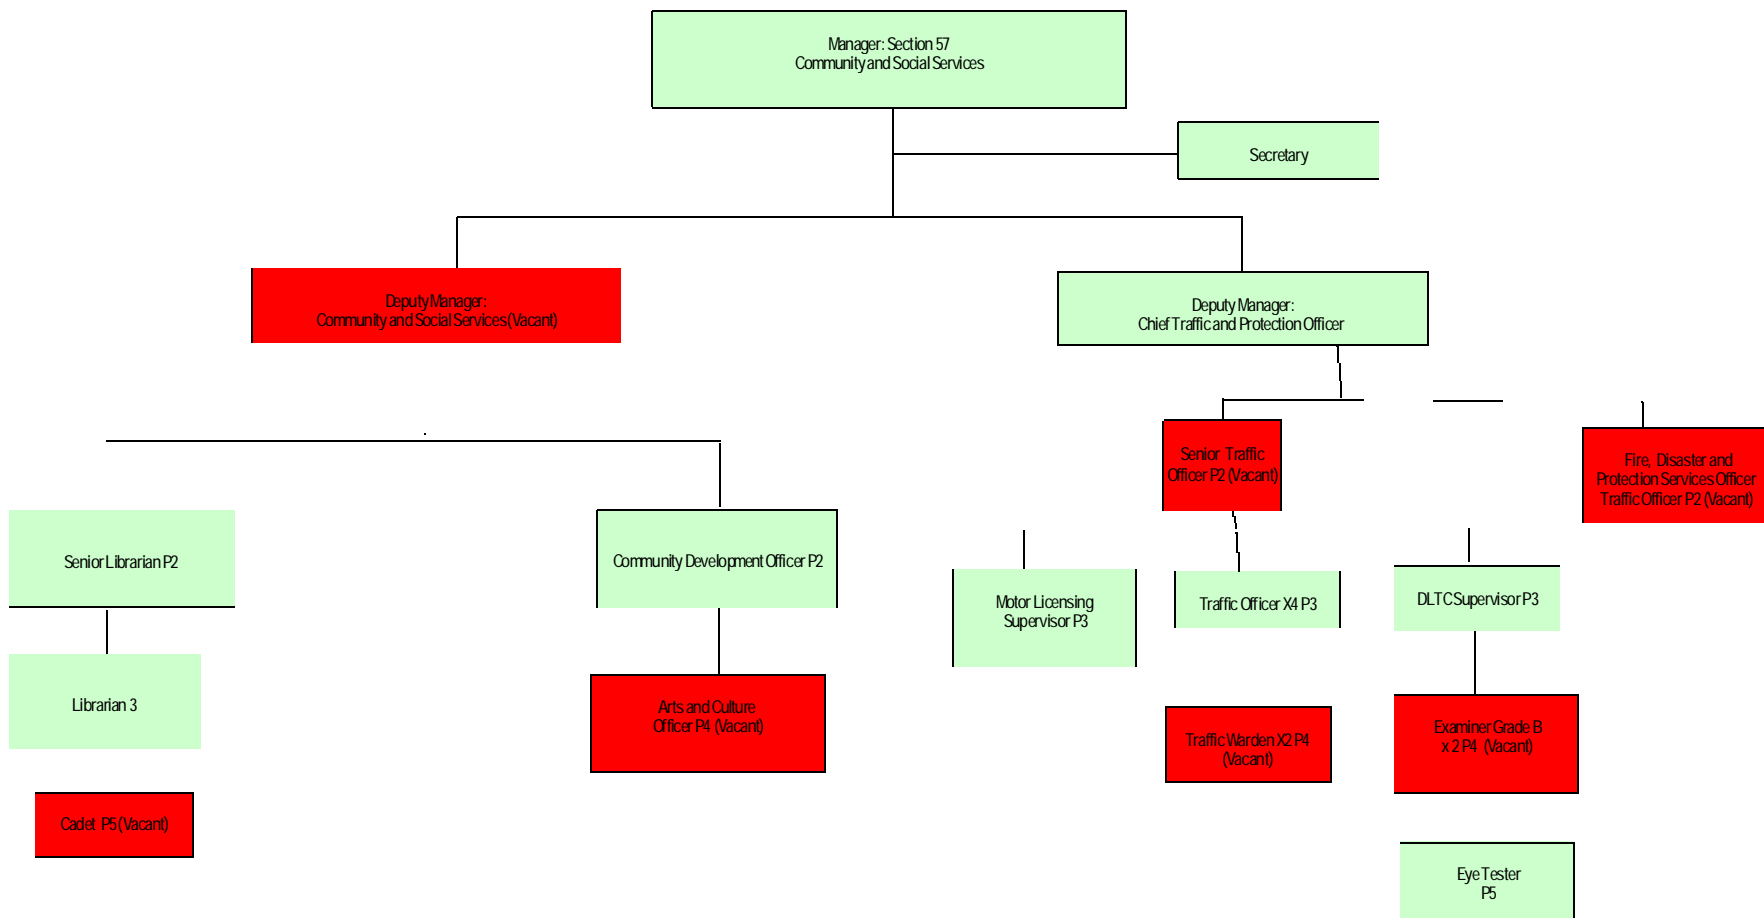 Manager: Section 57
Community and Social Services
Secretary
Deputy Manager:
Community and Social Services (Vacant)
Deputy Manager:
Chief Traffic and Protection Officer
Senior Traffic
Officer P2 (Vacant)
Fire, Disaster and
Protection Services Officer
Traffic Officer P2 (Vacant)
Senior Librarian P2
Community Development Officer P2
Motor Licensing
Supervisor P3
Traffic Officer X4 P3
DLTC Supervisor P3
Librarian 3
Arts and Culture
Officer P4 (Vacant)
Traffic Warden X2 P4
(Vacant)
Examiner Grade B
x 2 P4 (Vacant)
Cadet P5 (Vacant)
Eye Tester
P5